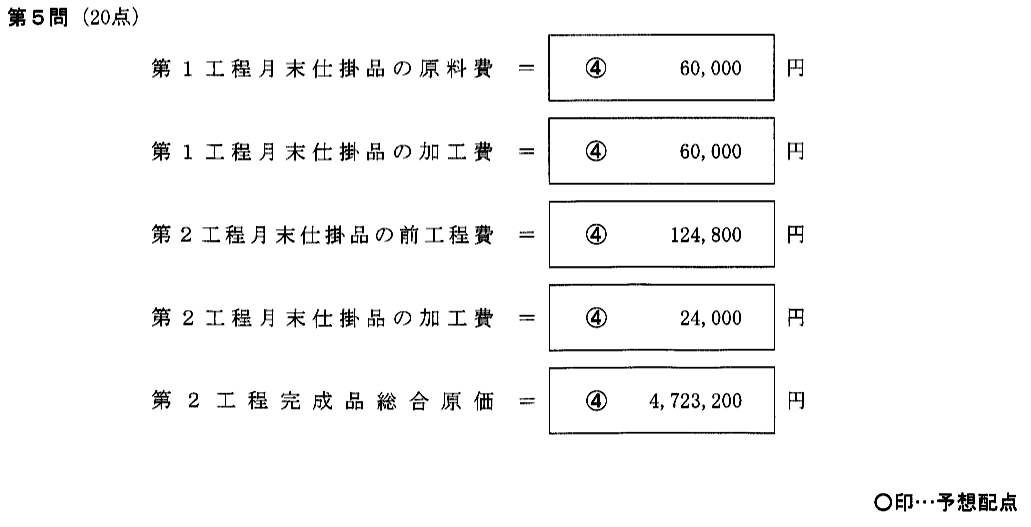 第5問(20点)
第1工程月末仕掛品の原料費 = ④ 60,000 円
第1工程月末仕掛品の加工費 = ④ 60,000 円
第2工程月末仕掛品の前工程費 = ④ 124,800 円
第2工程月末仕掛品の加工費 = ④ 24,000 円
第2工程完成品総合原価 = ④ 4,723,200 円
○印…予想配点